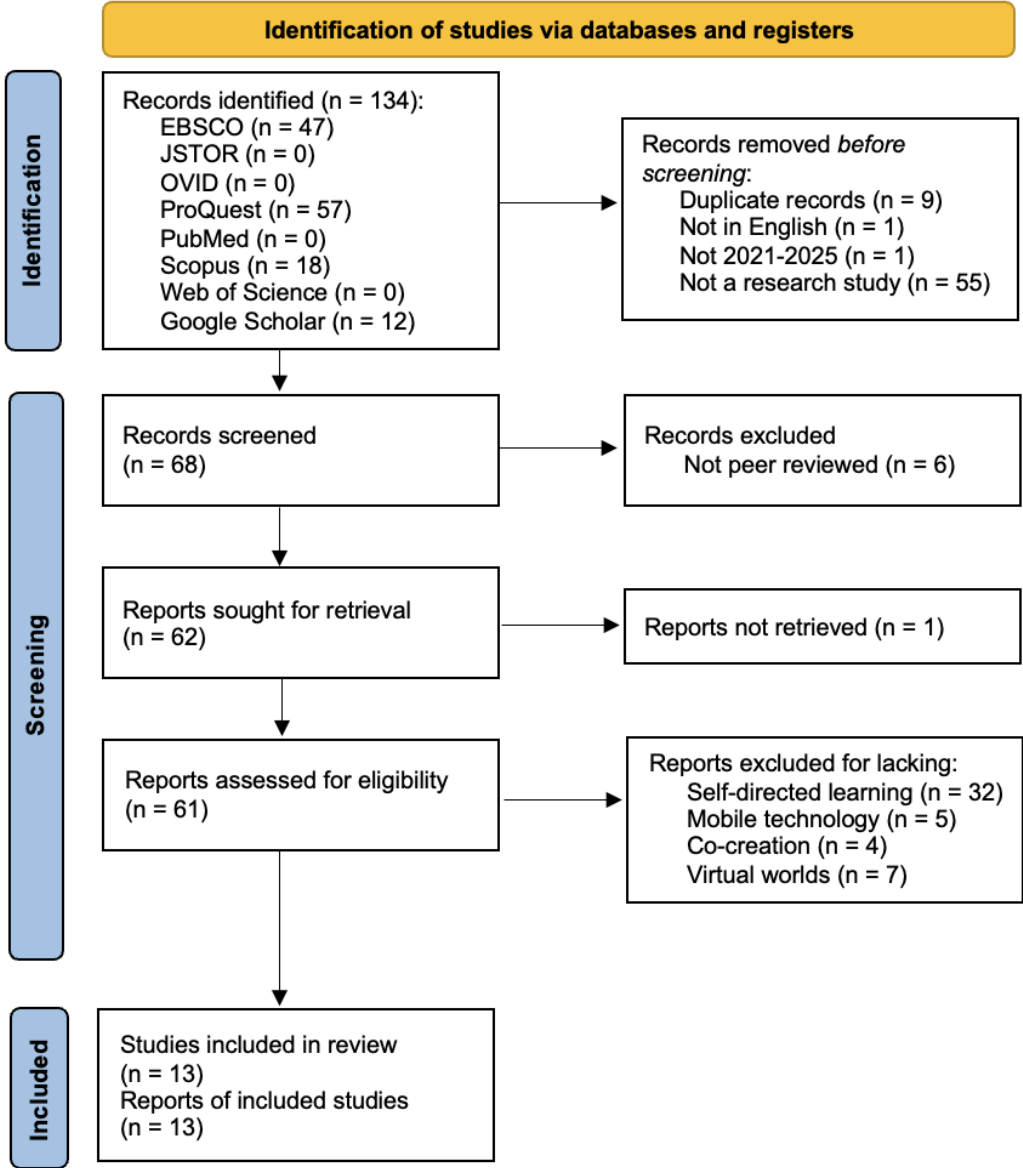 Identification of studies via databases and registers
Identification
Records identified (n = 134):
EBSCO (n = 47)
JSTOR (n = 0)
OVID (n = 0)
ProQuest (n = 57)
PubMed (n = 0)
Scopus (n = 18)
Web of Science (n = 0)
Google Scholar (n = 12)
Records removed before
screening:
Duplicate records (n = 9)
Not in English (n = 1)
Not 2021-2025 (n = 1)
Not a research study (n = 55)
Screening
Records screened
(n = 68)
Records excluded
Not peer reviewed (n = 6)
Reports sought for retrieval
(n = 62)
Reports not retrieved (n = 1)
Reports assessed for eligibility
(n = 61)
Reports excluded for lacking:
Self-directed learning (n = 32)
Mobile technology (n = 5)
Co-creation (n = 4)
Virtual worlds (n = 7)
Included
Studies included in review
(n = 13)
Reports of included studies
(n = 13)